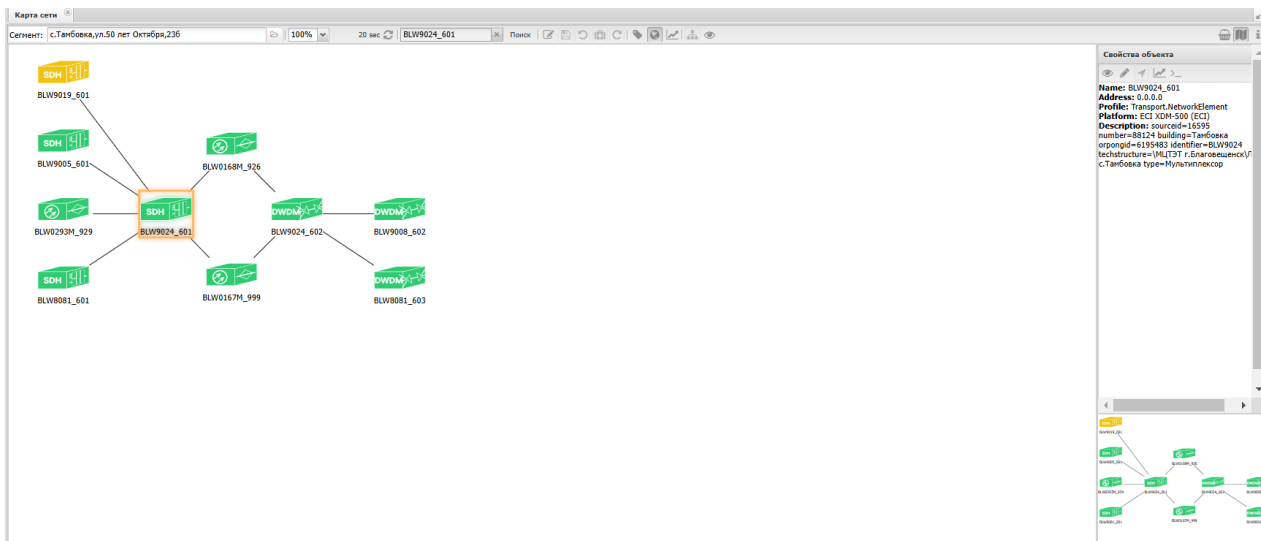 Карта сети
Сегмент: с.Тамбовка,ул.50 лет Октября,23б 100% 20 sec BLW9024_601 Поиск
SDH
BLW9019_601
SDH
BLW9005_601
BLW0168M_926
BLW0293M_929
SDH
BLW9024_601
DWDM
BLW9024_602
DWDM
BLW9008_602
SDH
BLW8081_601
BLW0167M_999
DWDM
BLW8081_603
Свойства объекта
Name: BLW9024_601
Address: 0.0.0.0
Profile: Transport.NetworkElement
Platform: ECI XDM-500 (ECI)
Description: sourceid=16595
number=88124 building=Тамбовка
orpongid=6195483 identifier=BLW9024
techstructure=\МЦТЭТ г.Благовещенск\Л
с.Тамбовка type=Мультиплексор